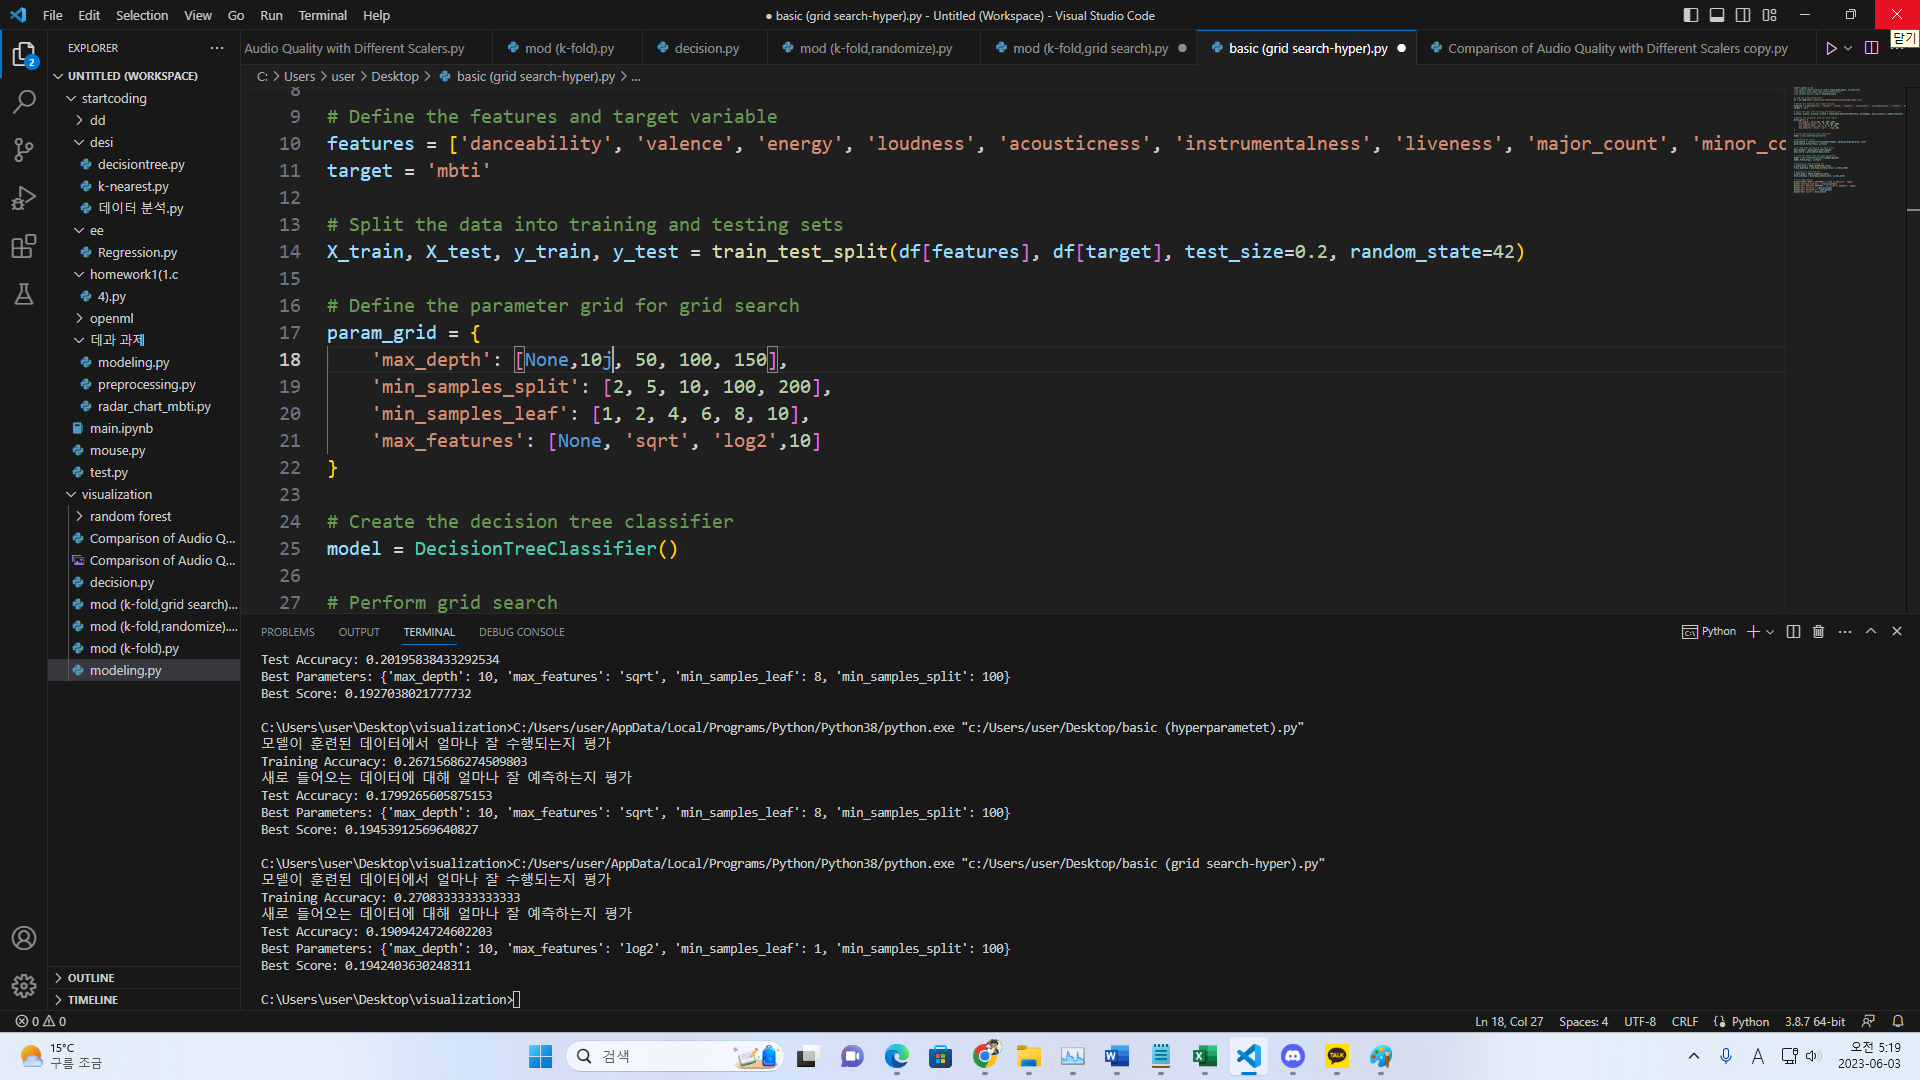 File Edit Selection View Go Run Terminal Help
● basic (grid search-hyper).py - Untitled (Workspace) - Visual Studio Code
닫기
EXPLORER
UNTITLED (WORKSPACE)
startcoding
dd
desi
decisiontree.py
k-nearest.py
데이터 분석.py
ee
Regression.py
homework1(1.c
4).py
openml
데과 과제
modeling.py
preprocessing.py
radar_chart_mbti.py
main.ipynb
mouse.py
test.py
visualization
random forest
Comparison of Audio Q...
Comparison of Audio Q...
decision.py
mod (k-fold,grid search)...
mod (k-fold,randomize)....
mod (k-fold).py
modeling.py
OUTLINE
TIMELINE
2
Audio Quality with Different Scalers.py mod (k-fold).py decision.py mod (k-fold,randomize).py mod (k-fold,grid search).py ● basic (grid search-hyper).py ● Comparison of Audio Quality with Different Scalers copy.py
C: > Users > user > Desktop > basic (grid search-hyper).py > ...
8
9 # Define the features and target variable
10 features = ['danceability', 'valence', 'energy', 'loudness', 'acousticness', 'instrumentalness', 'liveness', 'major_count', 'minor_co
11 target = 'mbti'
12
13 # Split the data into training and testing sets
14 X_train, X_test, y_train, y_test = train_test_split(df[features], df[target], test_size=0.2, random_state=42)
15
16 # Define the parameter grid for grid search
17 param_grid = {
18 'max_depth': [None,10j, 50, 100, 150],
19 'min_samples_split': [2, 5, 10, 100, 200],
20 'min_samples_leaf': [1, 2, 4, 6, 8, 10],
21 'max_features': [None, 'sqrt', 'log2',10]
22 }
23
24 # Create the decision tree classifier
25 model = DecisionTreeClassifier()
26
27 # Perform grid search
PROBLEMS OUTPUT TERMINAL DEBUG CONSOLE
Python
Test Accuracy: 0.20195838433292534
Best Parameters: {'max_depth': 10, 'max_features': 'sqrt', 'min_samples_leaf': 8, 'min_samples_split': 100}
Best Score: 0.1927038021777732
C:\Users\user\Desktop\visualization>C:/Users/user/AppData/Local/Programs/Python/Python38/python.exe "c:/Users/user/Desktop/basic (hyperparametet).py"
모델이 훈련된 데이터에서 얼마나 잘 수행되는지 평가
Training Accuracy: 0.26715686274509803
새로 들어오는 데이터에 대해 얼마나 잘 예측하는지 평가
Test Accuracy: 0.1799265605875153
Best Parameters: {'max_depth': 10, 'max_features': 'sqrt', 'min_samples_leaf': 8, 'min_samples_split': 100}
Best Score: 0.19453912569640827
C:\Users\user\Desktop\visualization>C:/Users/user/AppData/Local/Programs/Python/Python38/python.exe "c:/Users/user/Desktop/basic (grid search-hyper).py"
모델이 훈련된 데이터에서 얼마나 잘 수행되는지 평가
Training Accuracy: 0.2708333333333333
새로 들어오는 데이터에 대해 얼마나 잘 예측하는지 평가
Test Accuracy: 0.1909424724602203
Best Parameters: {'max_depth': 10, 'max_features': 'log2', 'min_samples_leaf': 1, 'min_samples_split': 100}
Best Score: 0.1942403630248311
C:\Users\user\Desktop\visualization>
0 0
Ln 18, Col 27 Spaces: 4 UTF-8 CRLF Python 3.8.7 64-bit
15°C
구름 조금
검색
TALK
A
오전 5:19
2023-06-03